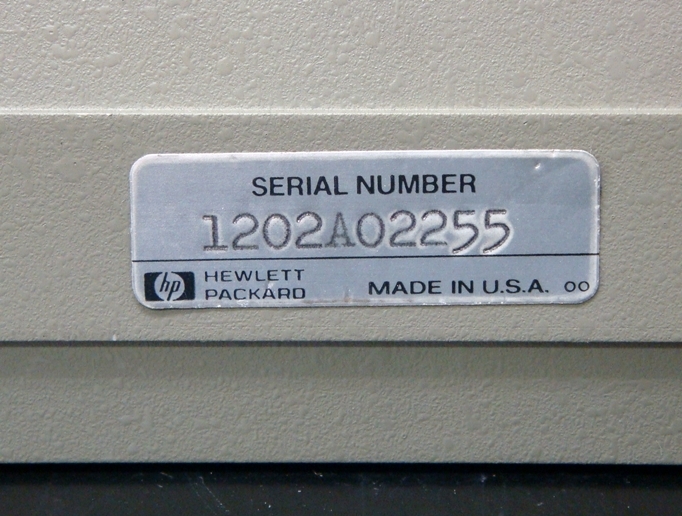 SERIAL NUMBER
1202A02255
hp HEWLETT
PACKARD
MADE IN U.S.A. 00